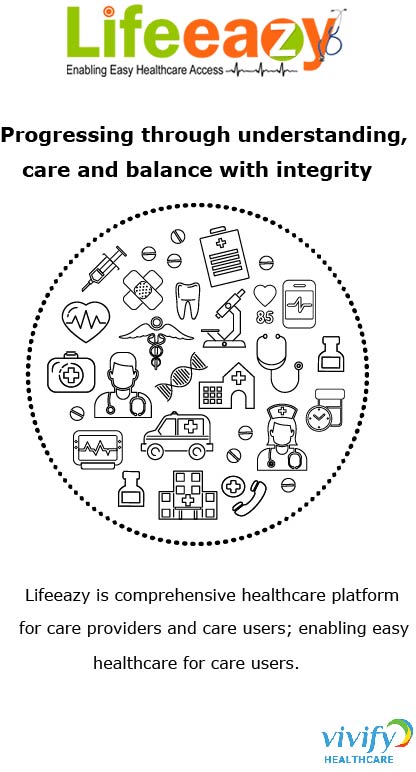 Lifeeazy
Enabling Easy Healthcare Access
Progressing through understanding,
care and balance with integrity
85
Lifeeazy is comprehensive healthcare platform
for care providers and care users; enabling easy
healthcare for care users.
vivify
HEALTHCARE